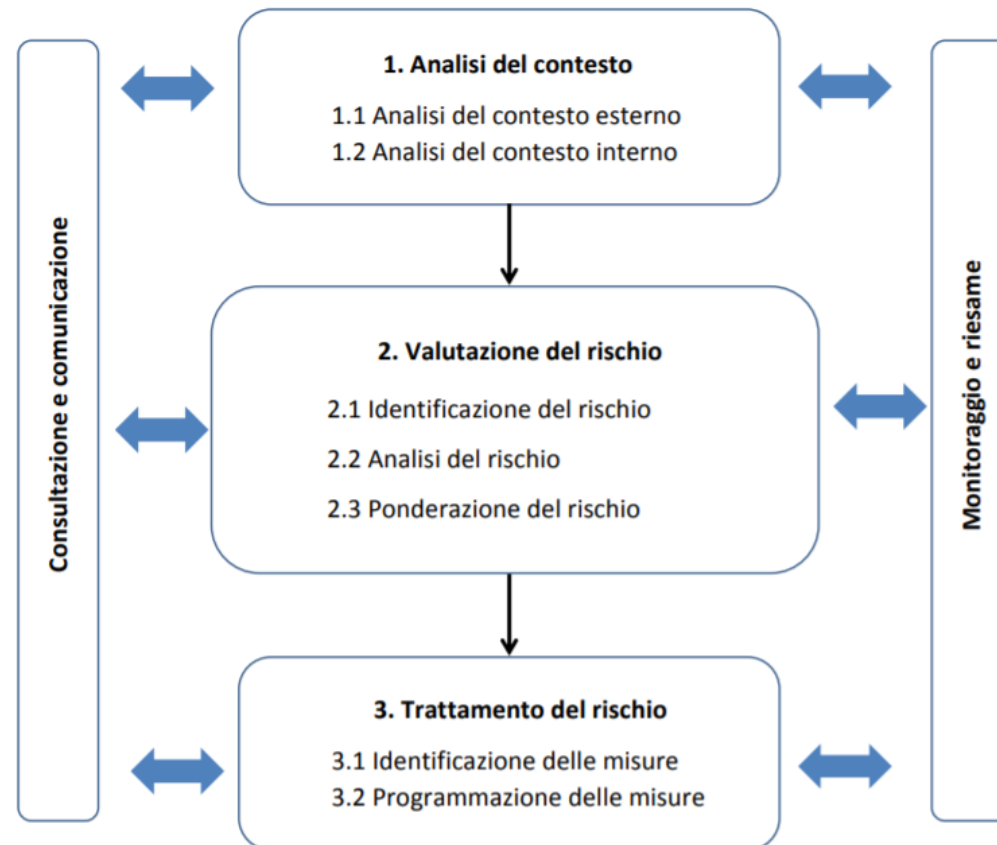 Consultazione e comunicazione
1. Analisi del contesto
1.1 Analisi del contesto esterno
1.2 Analisi del contesto interno
2. Valutazione del rischio
2.1 Identificazione del rischio
2.2 Analisi del rischio
2.3 Ponderazione del rischio
3. Trattamento del rischio
3.1 Identificazione delle misure
3.2 Programmazione delle misure
Monitoraggio e riesame